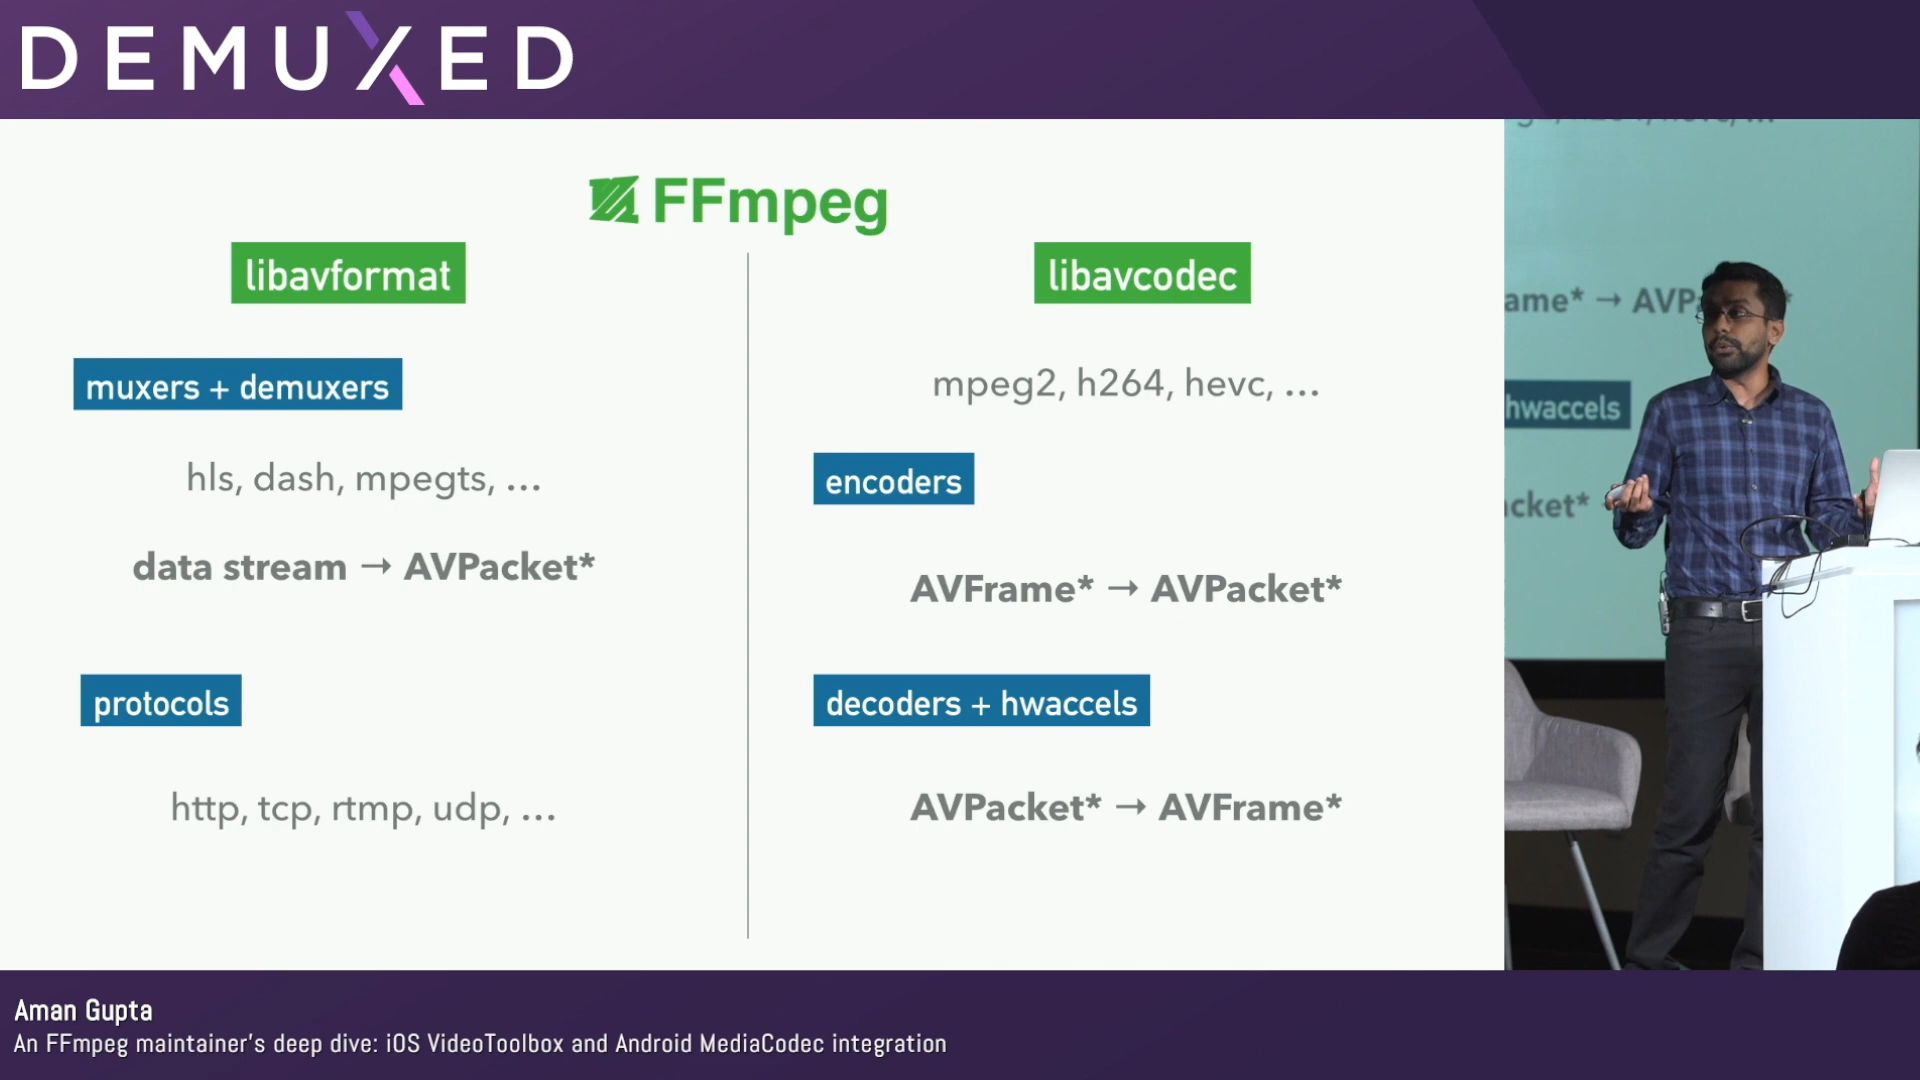 DEMUXED
FFmpeg
libavformat
muxers + demuxers
hls, dash, mpegts, ...
data stream → AVPacket*
protocols
http, tcp, rtmp, udp, ...
libavcodec
mpeg2, h264, hevc, ...
encoders
AVFrame* → AVPacket*
decoders + hwaccels
AVPacket* → AVFrame*
ame* → AVP
hwaccels
cket*
Aman Gupta
An FFmpeg maintainer's deep dive: iOS VideoToolbox and Android MediaCodec integration